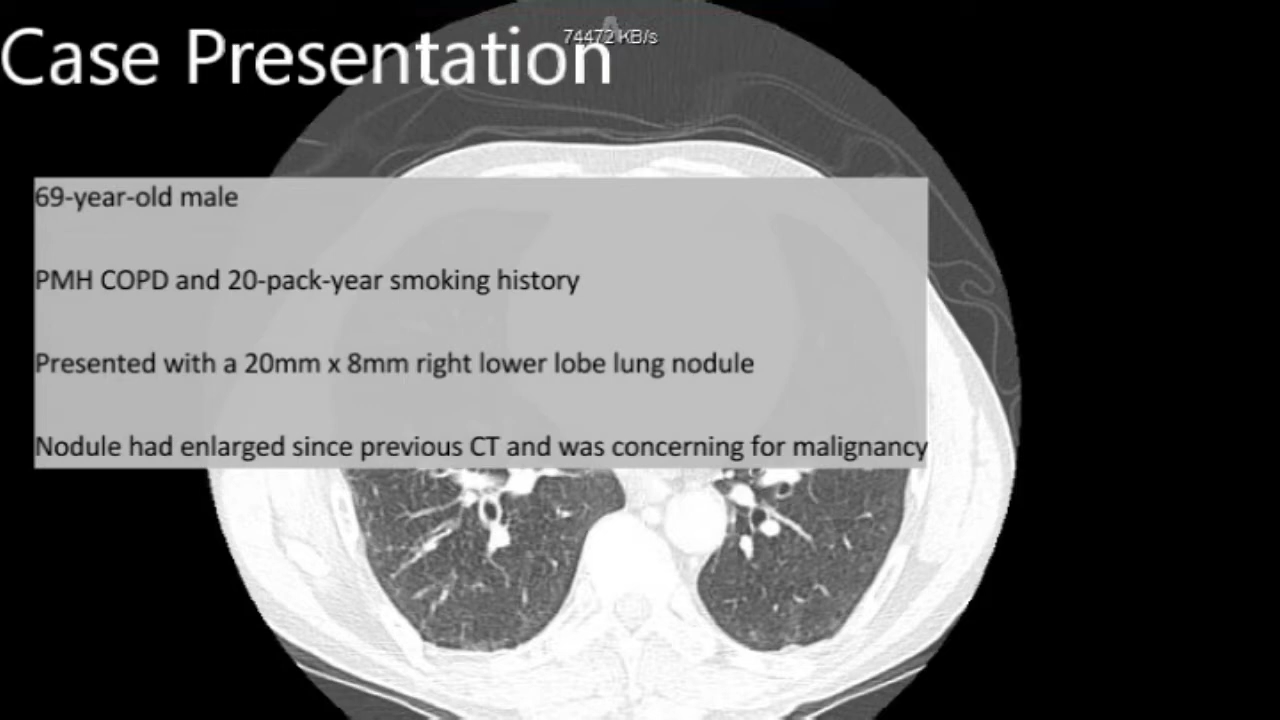 74472 KB/s
Case Presentation
69-year-old male
PMH COPD and 20-pack-year smoking history
Presented with a 20mm x 8mm right lower lobe lung nodule
Nodule had enlarged since previous CT and was concerning for malignancy